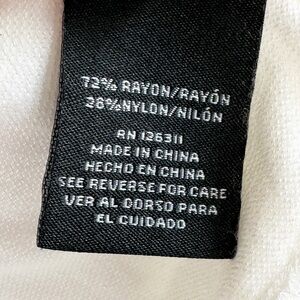 72% RAYON/RAYÓN
28%NYLON/NILÓN
RN 126311
MADE IN CHINA
HECHO EN CHINA
SEE REVERSE FOR CARE
VER AL DORSO PARA
EL CUIDADO